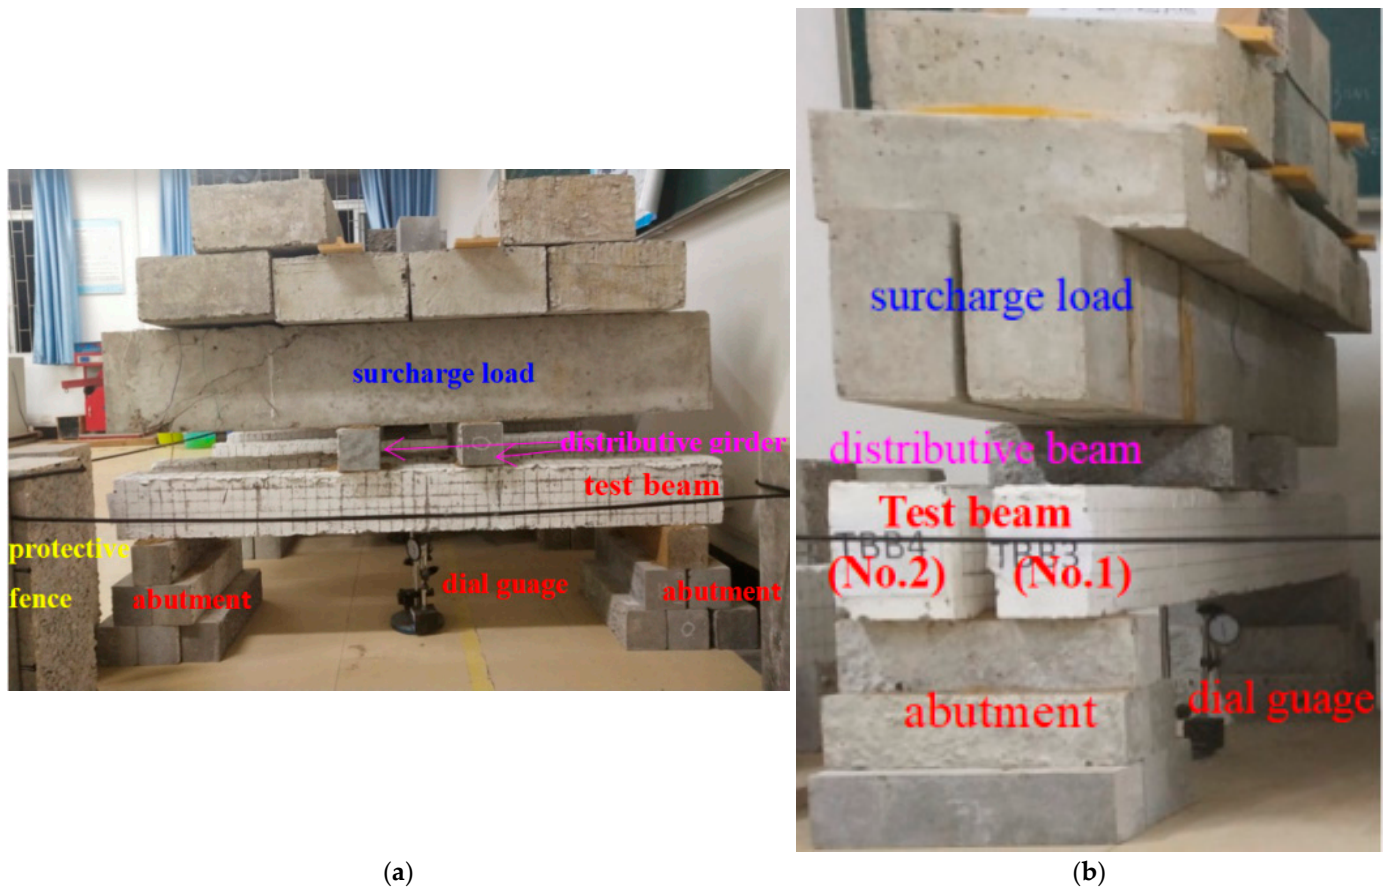 surcharge load
distributive girder
test beam
protective
fence
abutment
dial guage
abutment
(a)
surcharge load
distributive beam
Test beam
TBB4
TBB3
(No.2)
(No.1)
abutment
dial guage
(b)